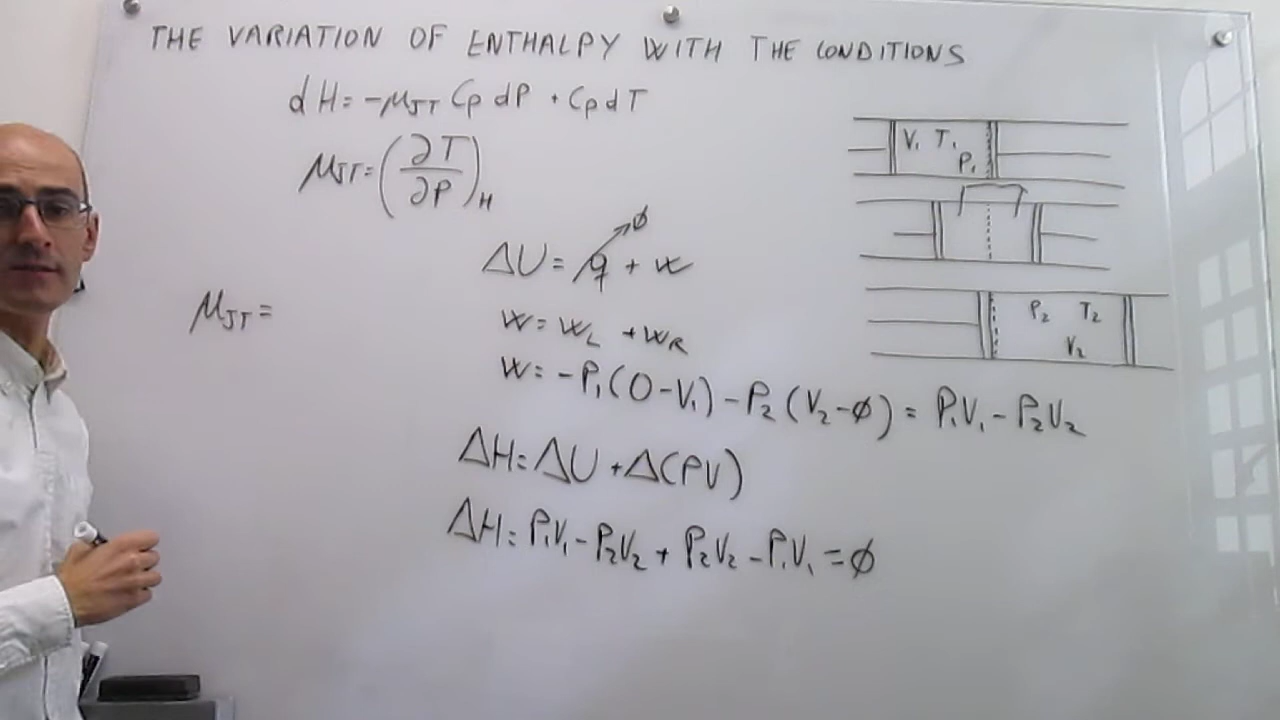 THE VARIATION OF ENTHALPY WITH THE CONDITIONS
dH = -μJT Cp dP + Cp dT
μJT = (∂T/∂P)H
V1 T1
P1
ΔU = q + w
ø
μJT =
P2 T2
V2
w = wL + wR
w = -P1(0-V1) - P2(V2-ø) = P1V1 - P2V2
ΔH = ΔU + Δ(PV)
ΔH = P1V1 - P2V2 + P2V2 - P1V1 = ø